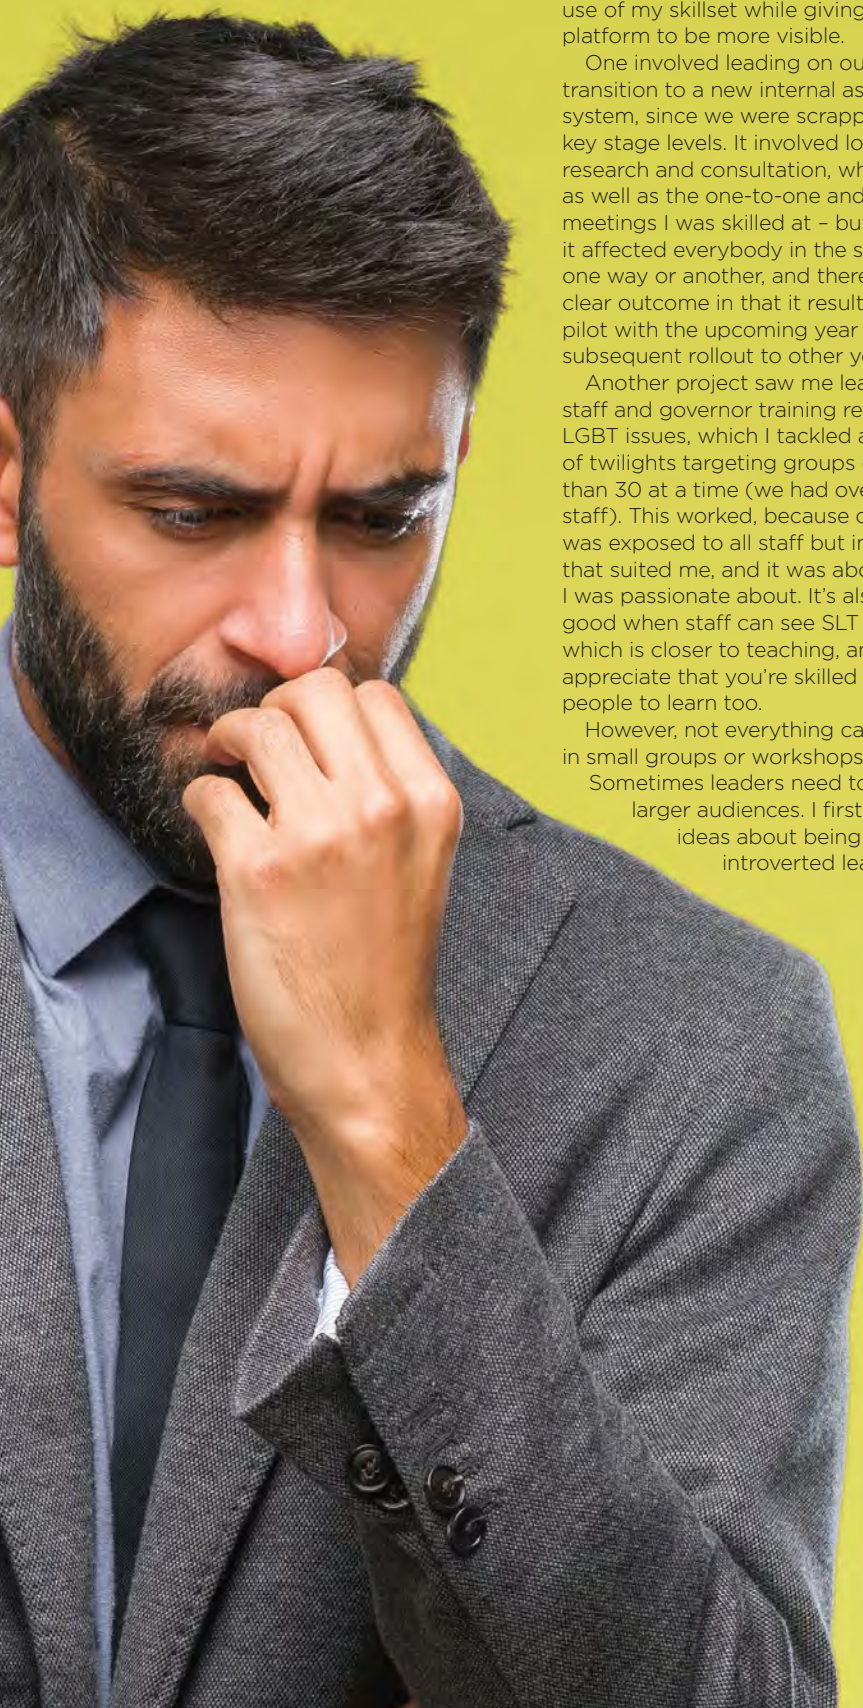 use of my skillset while giving
platform to be more visible.
One involved leading on ou
transition to a new internal as
system, since we were scrapp
key stage levels. It involved lo
research and consultation, wh
as well as the one-to-one and
meetings I was skilled at – bu
it affected everybody in the s
one way or another, and there
clear outcome in that it result
pilot with the upcoming year
subsequent rollout to other y
Another project saw me lea
staff and governor training re
LGBT issues, which I tackled a
of twilights targeting groups
than 30 at a time (we had ove
staff). This worked, because
was exposed to all staff but i
that suited me, and it was abo
I was passionate about. It's als
good when staff can see SLT
which is closer to teaching, a
appreciate that you're skilled
people to learn too.
However, not everything ca
in small groups or workshops
Sometimes leaders need to
larger audiences. I first
ideas about being
introverted lea